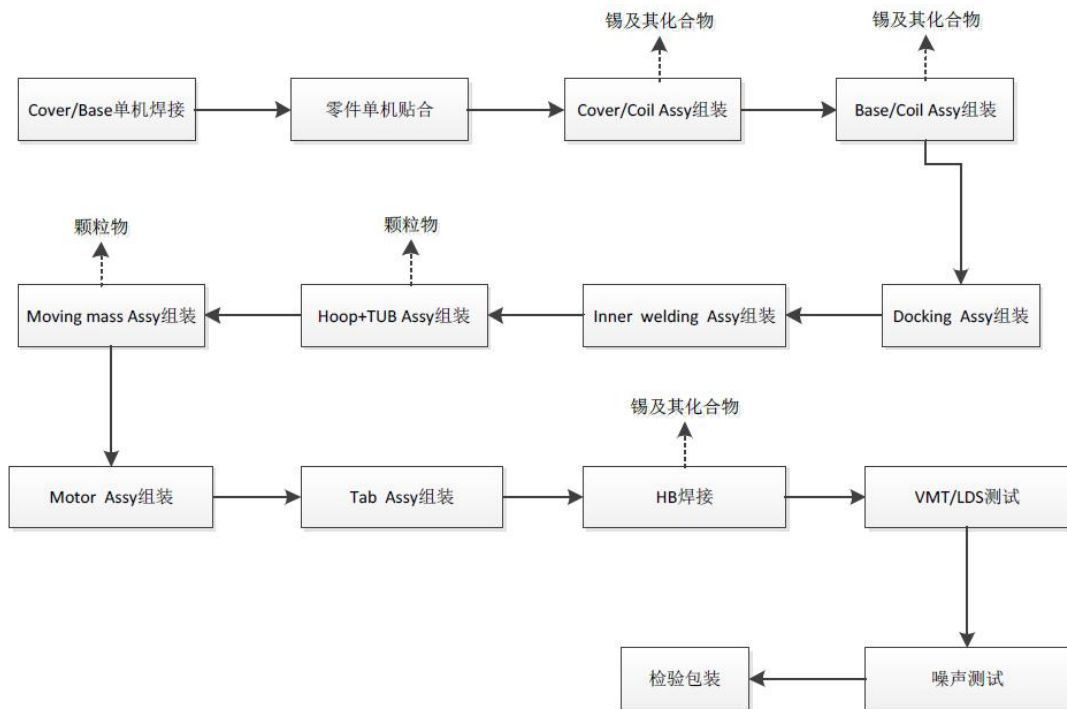 锡及其化合物
锡及其化合物
Cover/Base单机焊接
零件单机贴合
Cover/Coil Assy组装
Base/Coil Assy组装
颗粒物
颗粒物
Moving mass Assy组装
Hoop+TUB Assy组装
Inner welding Assy组装
Docking Assy组装
锡及其化合物
Motor Assy组装
Tab Assy组装
HB焊接
VMT/LDS测试
检验包装
噪声测试